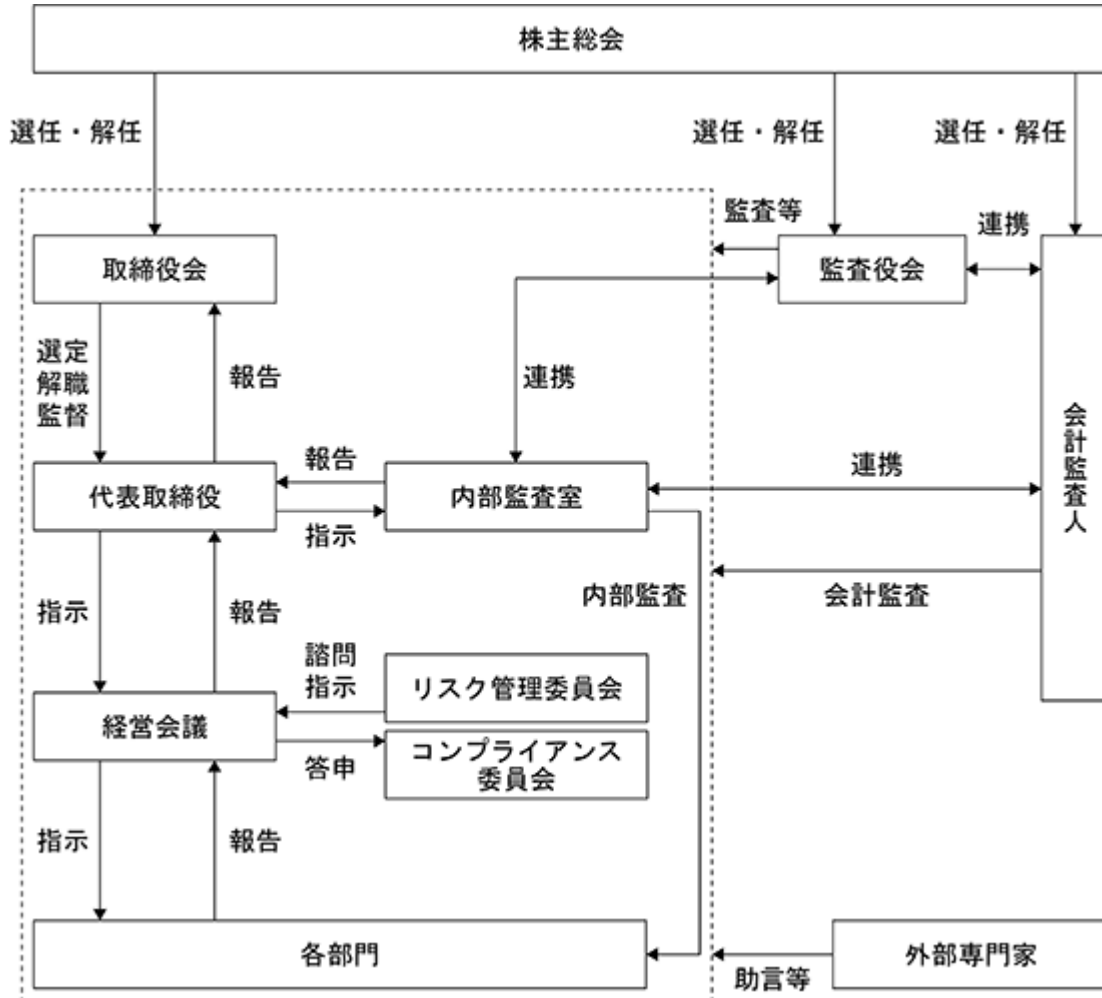 株主総会
選任・解任
選任・解任
選任・解任
監査等
連携
取締役会
監査役会
選定
解職
監督
報告
連携
会計監査人
報告
連携
代表取締役
内部監査室
指示
内部監査
会計監査
指示
報告
諮問
指示
リスク管理委員会
経営会議
答申
コンプライアンス
委員会
指示
報告
各部門
外部専門家
助言等